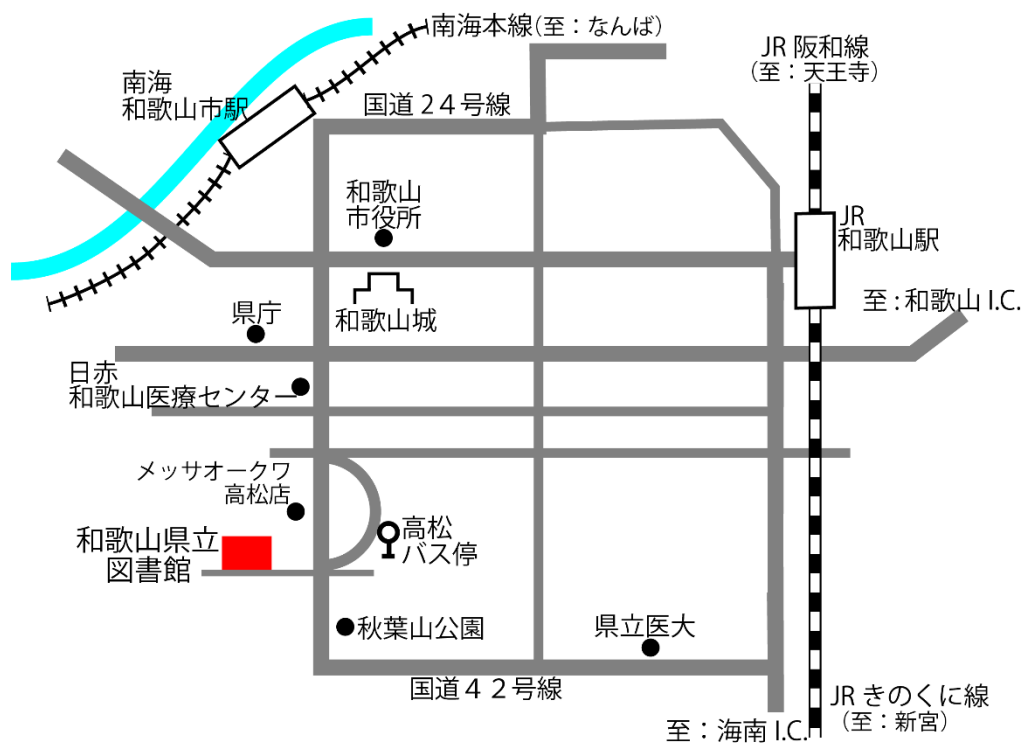 南海本線(至：なんば)
JR 阪和線
(至：天王寺)
南海
和歌山市駅
国道24号線
和歌山
市役所
JR
和歌山駅
至：和歌山 I.C.
県庁
和歌山城
日赤
和歌山医療センター
メッサオークワ
高松店
高松
バス停
和歌山県立
図書館
秋葉山公園
県立医大
国道４２号線
JR きのくに線
(至：新宮)
至：海南 I.C.